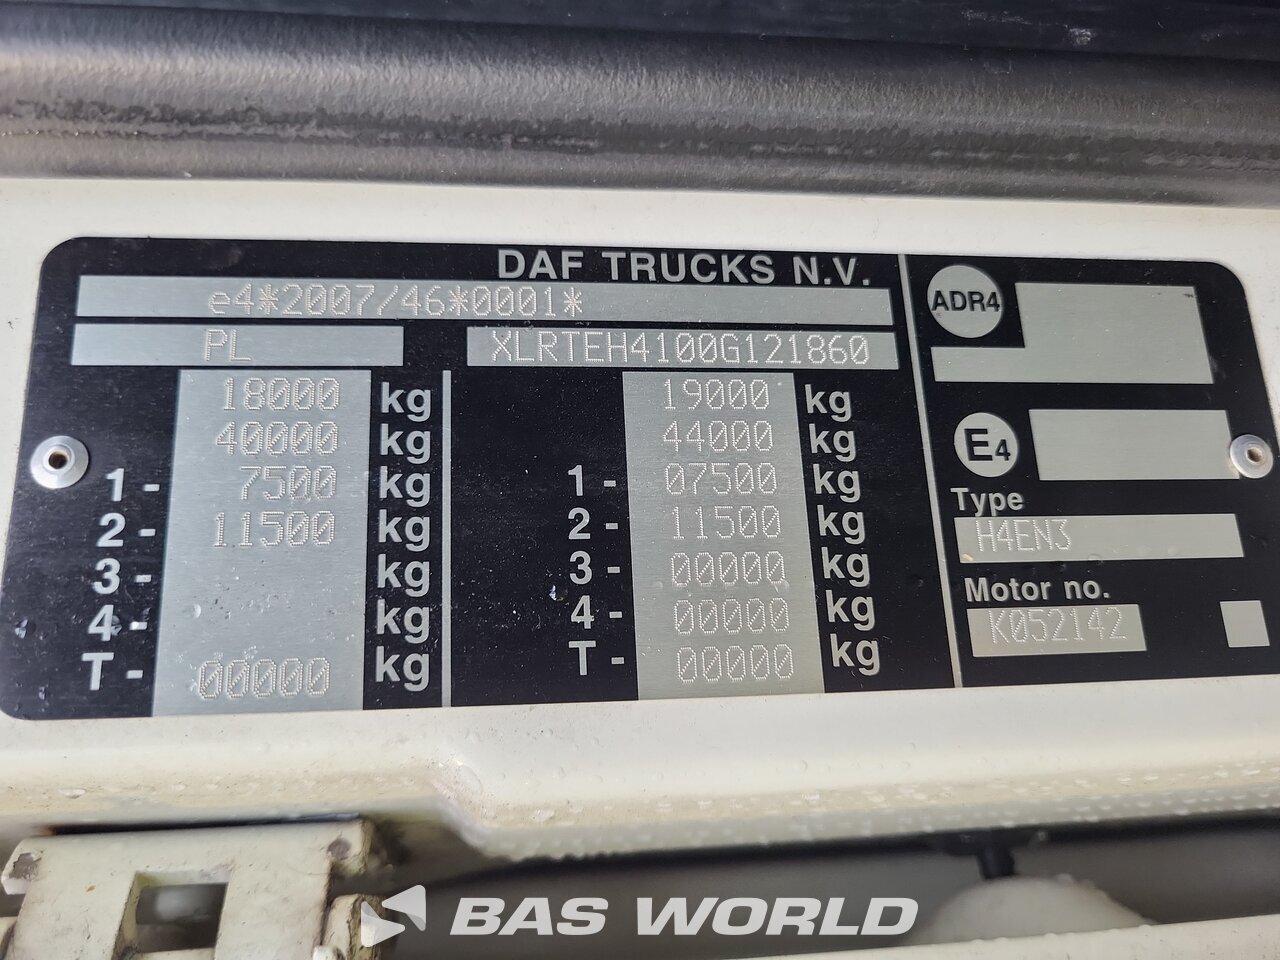 DAF TRUCKS N.V.
e4*2007/46*0001*
PL
XLRTEH4100G121860
18000 kg
40000 kg
1- 7500 kg
2- 11500 kg
3- kg
4- kg
T- 00000 kg
19000 kg
44000 kg
1- 07500 kg
2- 11500 kg
3- 00000 kg
4- 00000 kg
T- 00000 kg
ADR4
E4
Type
H4EN3
Motor no.
K052142
BAS WORLD